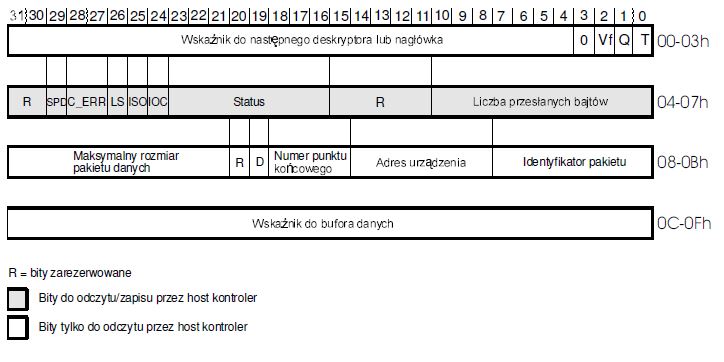 31 30 29 28 27 26 25 24 23 22 21 20 19 18 17 16 15 14 13 12 11 10 9 8 7 6 5 4 3 2 1 0
Wskaźnik do następnego deskryptora lub nagłówka 0 Vf Q T 00-03h
R SPD C_ERR LS ISO IOC Status R Liczba przesłanych bajtów 04-07h
Maksymalny rozmiar
pakietu danych
R D
Numer punktu
końcowego
Adres urządzenia Identyfikator pakietu 08-0Bh
Wskaźnik do bufora danych 0C-0Fh
R = bity zarezerwowane
Bity do odczytu/zapisu przez host kontroler
Bity tylko do odczytu przez host kontroler